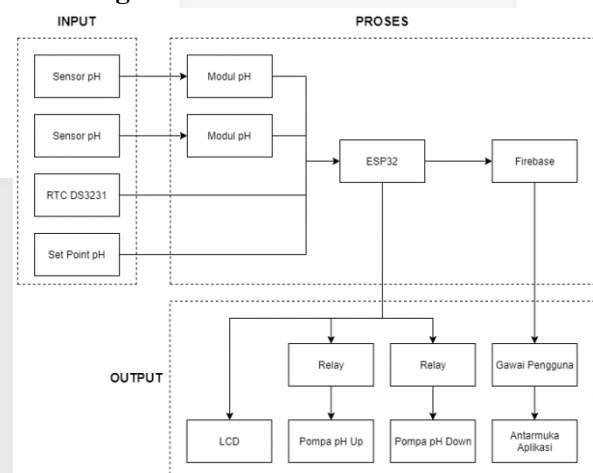 INPUT
PROSES
Sensor pH
Modul pH
Sensor pH
Modul pH
ESP32
Firebase
RTC DS3231
Set Point pH
OUTPUT
Relay
Relay
Gawai Pengguna
LCD
Pompa pH Up
Pompa pH Down
Antarmuka
Aplikasi